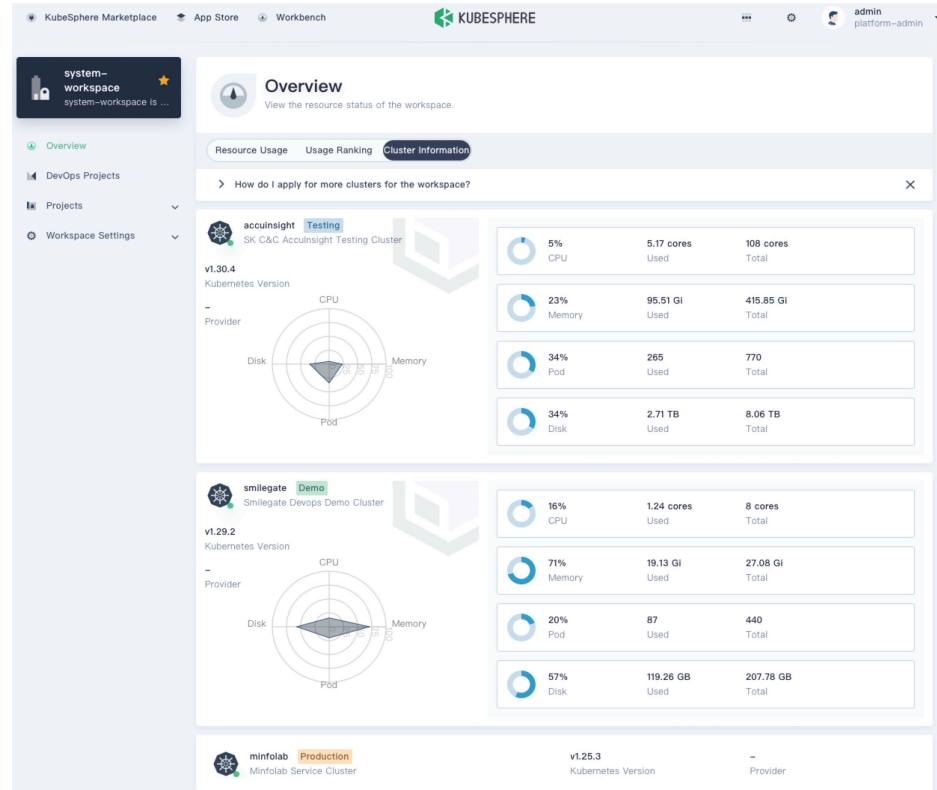 KubeSphere Marketplace
App Store
Workbench
KUBESPHERE
admin
platform-admin
system-
workspace
system-workspace is ...
Overview
DevOps Projects
Projects
Workspace Settings
Overview
View the resource status of the workspace.
Resource Usage
Usage Ranking
Cluster Information
How do I apply for more clusters for the workspace?
accuinsight Testing
SK C&C AccuInsight Testing Cluster
v1.30.4
Kubernetes Version
–
Provider
CPU
Disk
Memory
Pod
25 50 75 100
5% 5.17 cores 108 cores
CPU Used Total
23% 95.51 Gi 415.85 Gi
Memory Used Total
34% 265 770
Pod Used Total
34% 2.71 TB 8.06 TB
Disk Used Total
smilegate Demo
Smilegate Devops Demo Cluster
v1.29.2
Kubernetes Version
–
Provider
CPU
Disk
Memory
Pod
75 100
16% 1.24 cores 8 cores
CPU Used Total
71% 19.13 Gi 27.08 Gi
Memory Used Total
20% 87 440
Pod Used Total
57% 119.26 GB 207.78 GB
Disk Used Total
minfolab Production
Minfolab Service Cluster
v1.25.3
Kubernetes Version
–
Provider